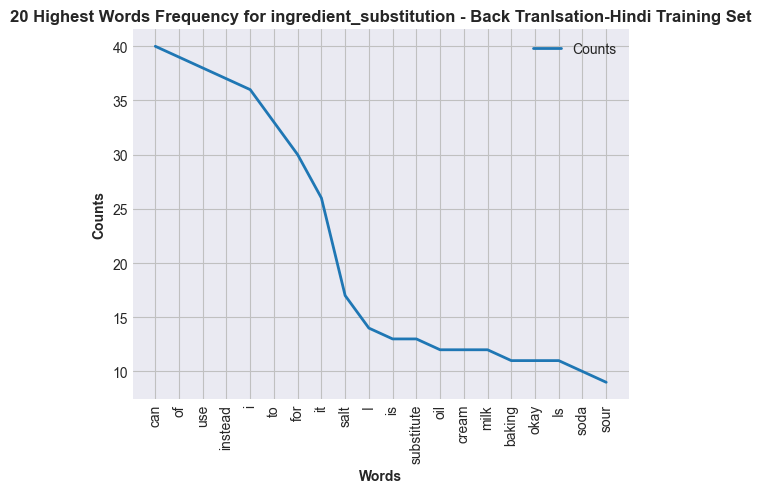 20 Highest Words Frequency for ingredient_substitution - Back Tranlsation-Hindi Training Set
Counts
40
35
30
25
20
15
10
Counts
can
of
use
instead
i
to
for
it
salt
I
is
substitute
oil
cream
milk
baking
okay
Is
soda
sour
Words